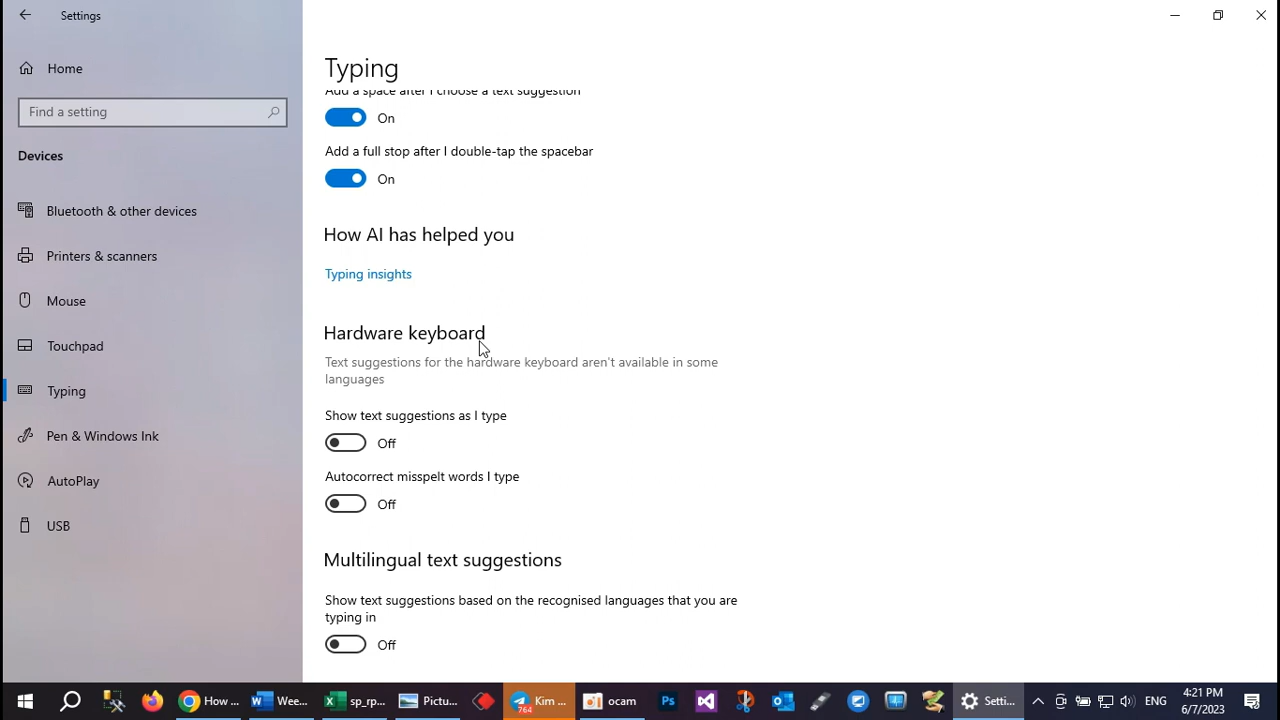 Settings
Home
Find a setting
Devices
Bluetooth & other devices
Printers & scanners
Mouse
Touchpad
Typing
Pen & Windows Ink
AutoPlay
USB
Typing
Add a space after I choose a text suggestion
On
Add a full stop after I double-tap the spacebar
On
How AI has helped you
Typing insights
Hardware keyboard
Text suggestions for the hardware keyboard aren't available in some
languages
Show text suggestions as I type
Off
Autocorrect misspelt words I type
Off
Multilingual text suggestions
Show text suggestions based on the recognised languages that you are
typing in
Off
How ...
Wee...
sp_rp...
Pictu...
Kim ...
764
ocam
Ps
Setti...
ENG
4:21 PM
6/7/2023